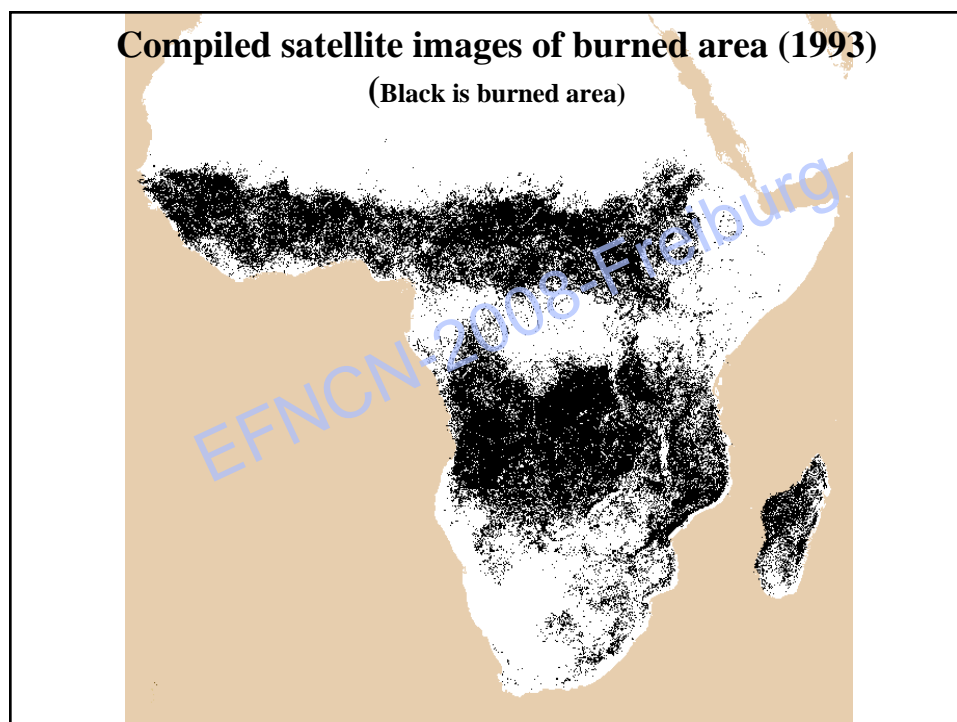 Compiled satellite images of burned area (1993)
(Black is burned area)
EFNCN-2008-Freiburg